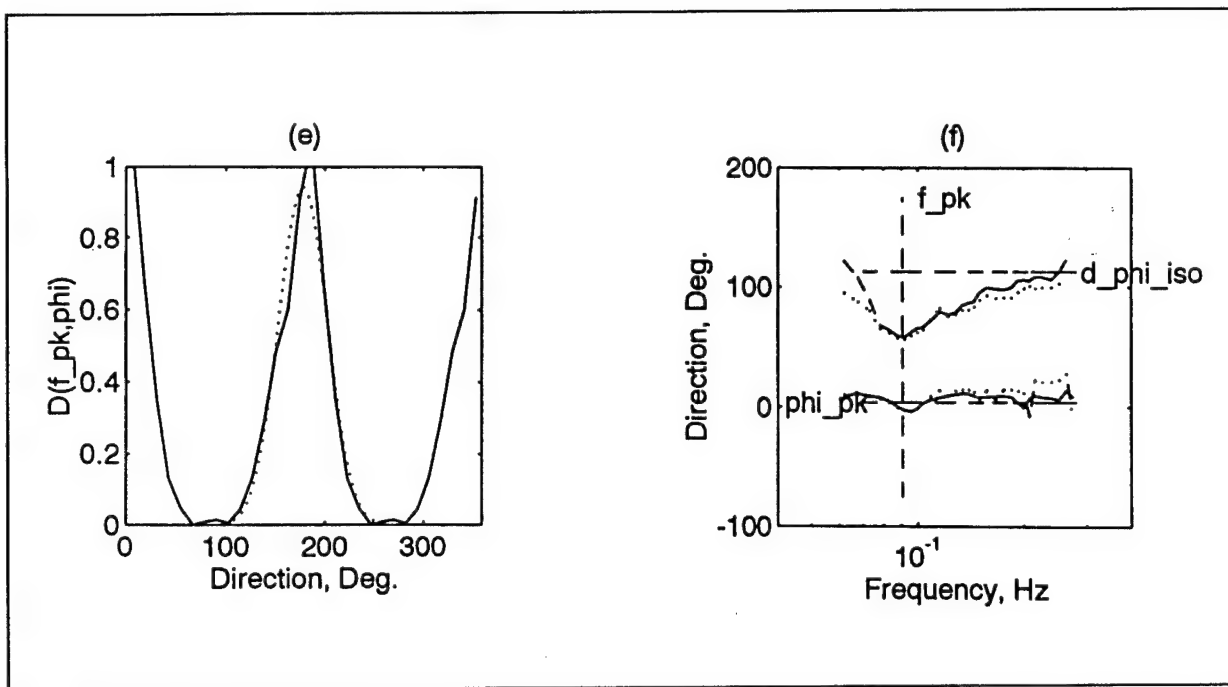 (e)
1
0.8
0.6
0.4
0.2
0
D(f_pk,phi)
0 100 200 300
Direction, Deg.
(f)
200
100
0
-100
Direction, Deg.
f_pk
d_phi_iso
phi_pk
10⁻¹
Frequency, Hz